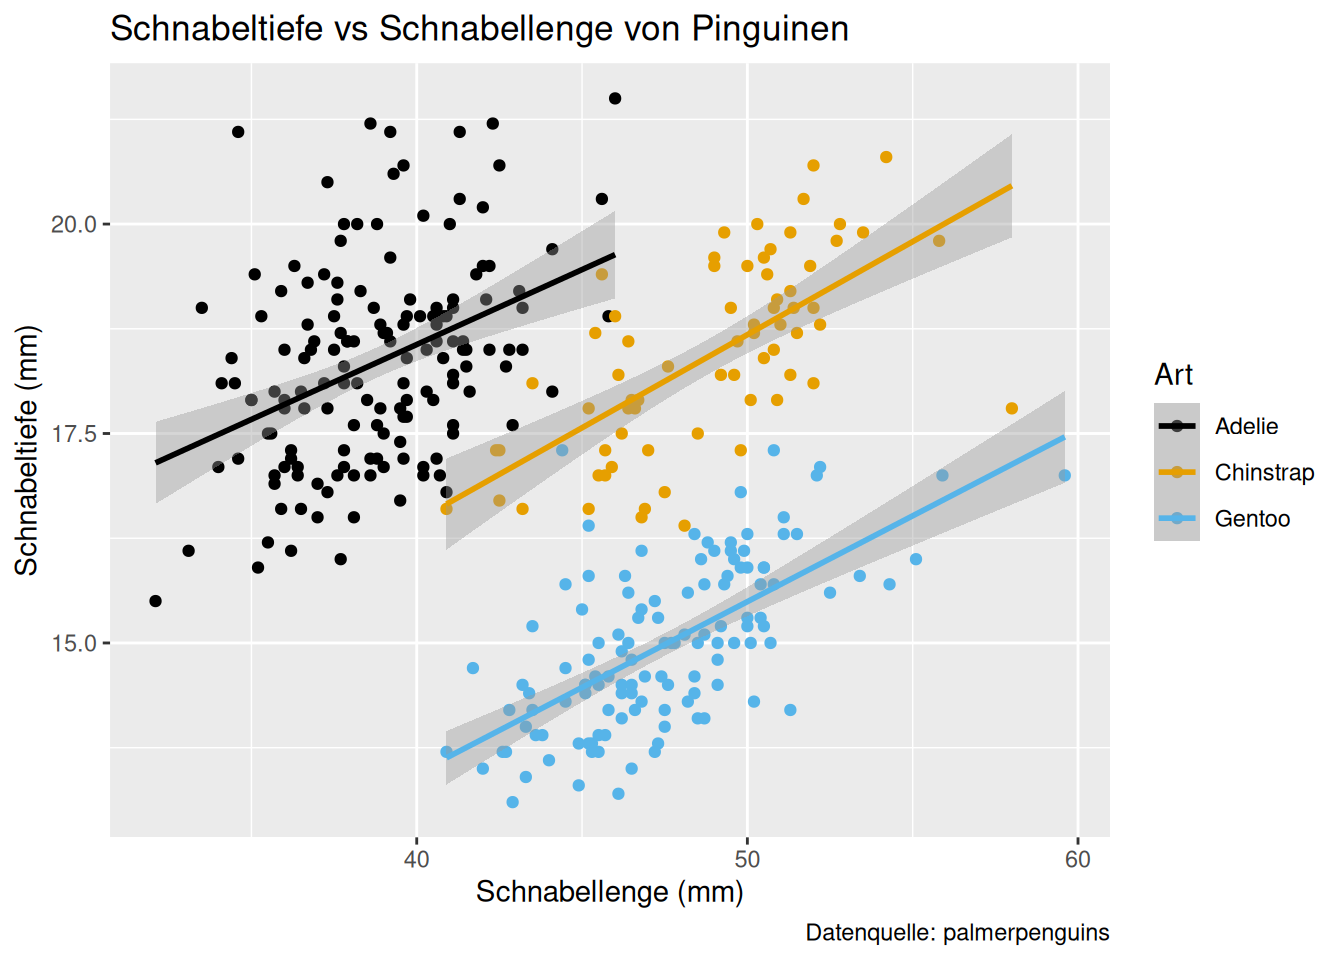 Schnabeltiefe vs Schnabellenge von Pinguinen
Schnabeltiefe (mm)
20.0
17.5
15.0
40
50
60
Schnabellenge (mm)
Art
Adelie
Chinstrap
Gentoo
Datenquelle: palmerpenguins